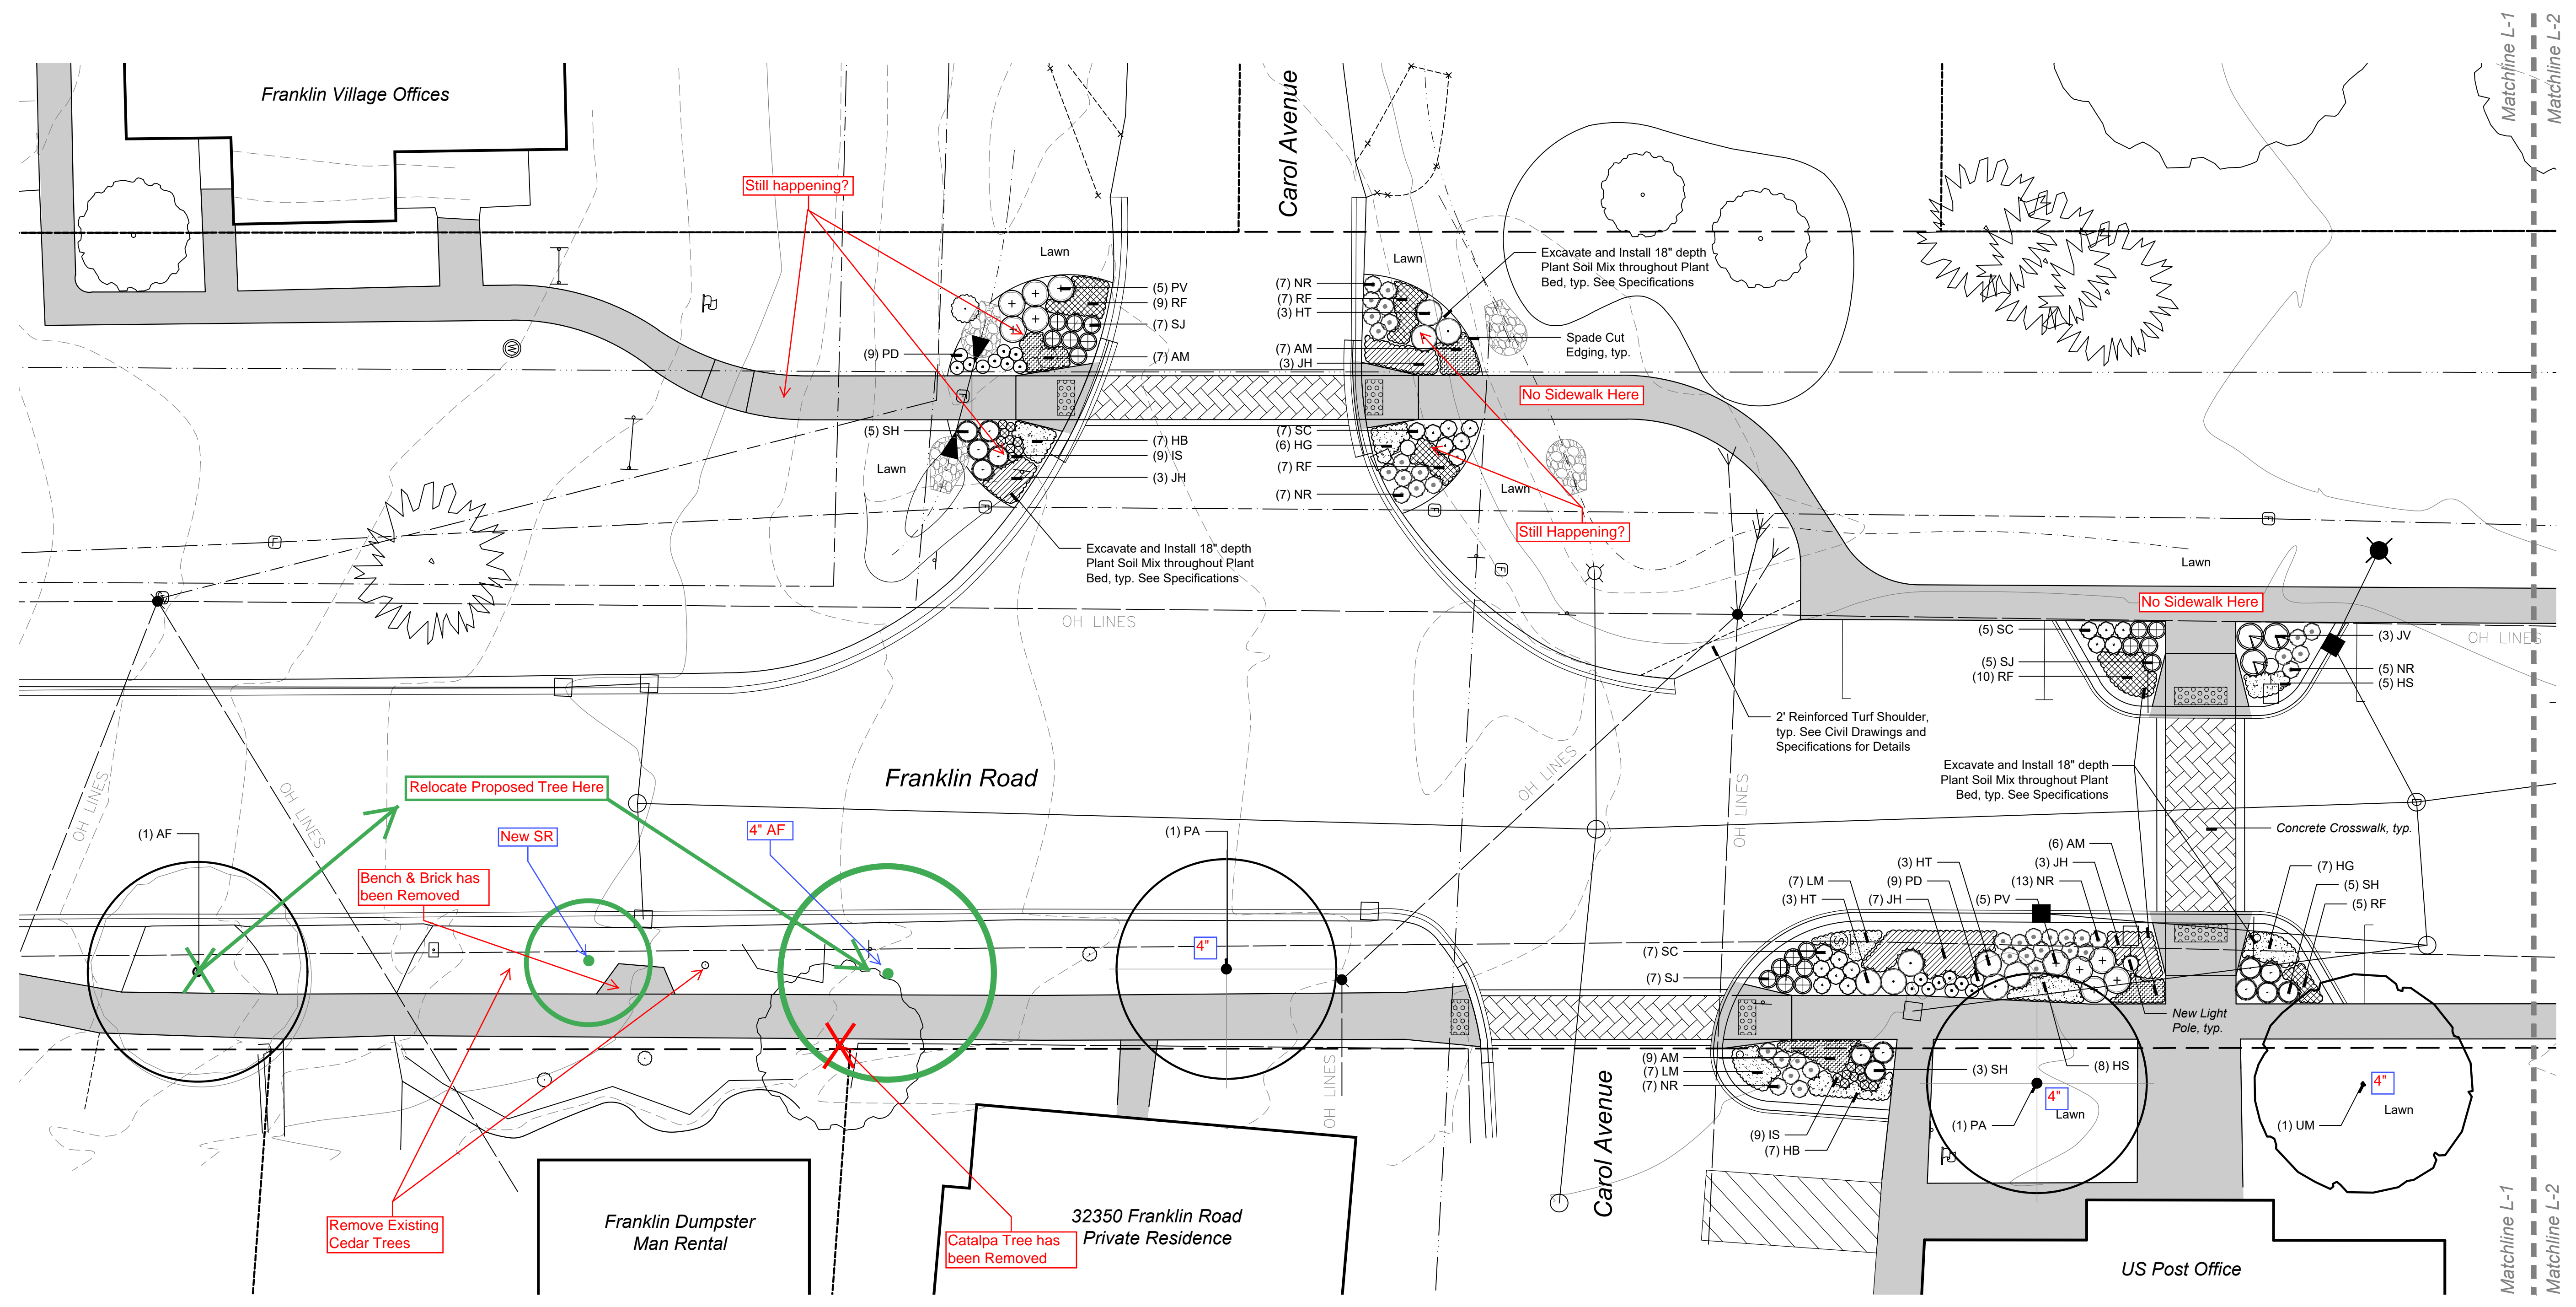 Matchline L-1
Matchline L-2
Franklin Village Offices
Carol Avenue
Still happening?
Lawn
Lawn
Excavate and Install 18" depth
Plant Soil Mix throughout Plant
Bed, typ. See Specifications
(5) PV
(9) RF
(7) SJ
(9) PD
(7) AM
(7) NR
(7) RF
(3) HT
(7) AM
(3) JH
Spade Cut
Edging, typ.
W
No Sidewalk Here
F
(5) SH
(7) HB
(9) IS
(3) JH
Lawn
(7) SC
(6) HG
(7) RF
(7) NR
Lawn
F
F
F
F
F
Still Happening?
Excavate and Install 18" depth
Plant Soil Mix throughout Plant
Bed, typ. See Specifications
Lawn
No Sidewalk Here
OH LINES
OH LINES
(5) SC
(5) SJ
(10) RF
(3) JV
(5) NR
(5) HS
2' Reinforced Turf Shoulder,
typ. See Civil Drawings and
Specifications for Details
Excavate and Install 18" depth
Plant Soil Mix throughout Plant
Bed, typ. See Specifications
Franklin Road
OH LINES
OH LINES
OH LINES
OH LINES
Relocate Proposed Tree Here
(1) AF
New SR
4" AF
(1) PA
Concrete Crosswalk, typ.
Bench & Brick has
been Removed
4"
(6) AM
(3) HT
(3) JH
(7) LM
(9) PD
(13) NR
(3) HT
(7) JH
(5) PV
(7) HG
(5) SH
(5) RF
(7) SC
(7) SJ
S
New Light
Pole, typ.
(9) AM
(7) LM
(7) NR
(3) SH
(8) HS
4"
Lawn
4"
Lawn
(1) PA
(1) UM
(9) IS
(7) HB
OH LINES
Carol Avenue
Remove Existing
Cedar Trees
Franklin Dumpster
Man Rental
Catalpa Tree has
been Removed
32350 Franklin Road
Private Residence
US Post Office
Matchline L-1
Matchline L-2